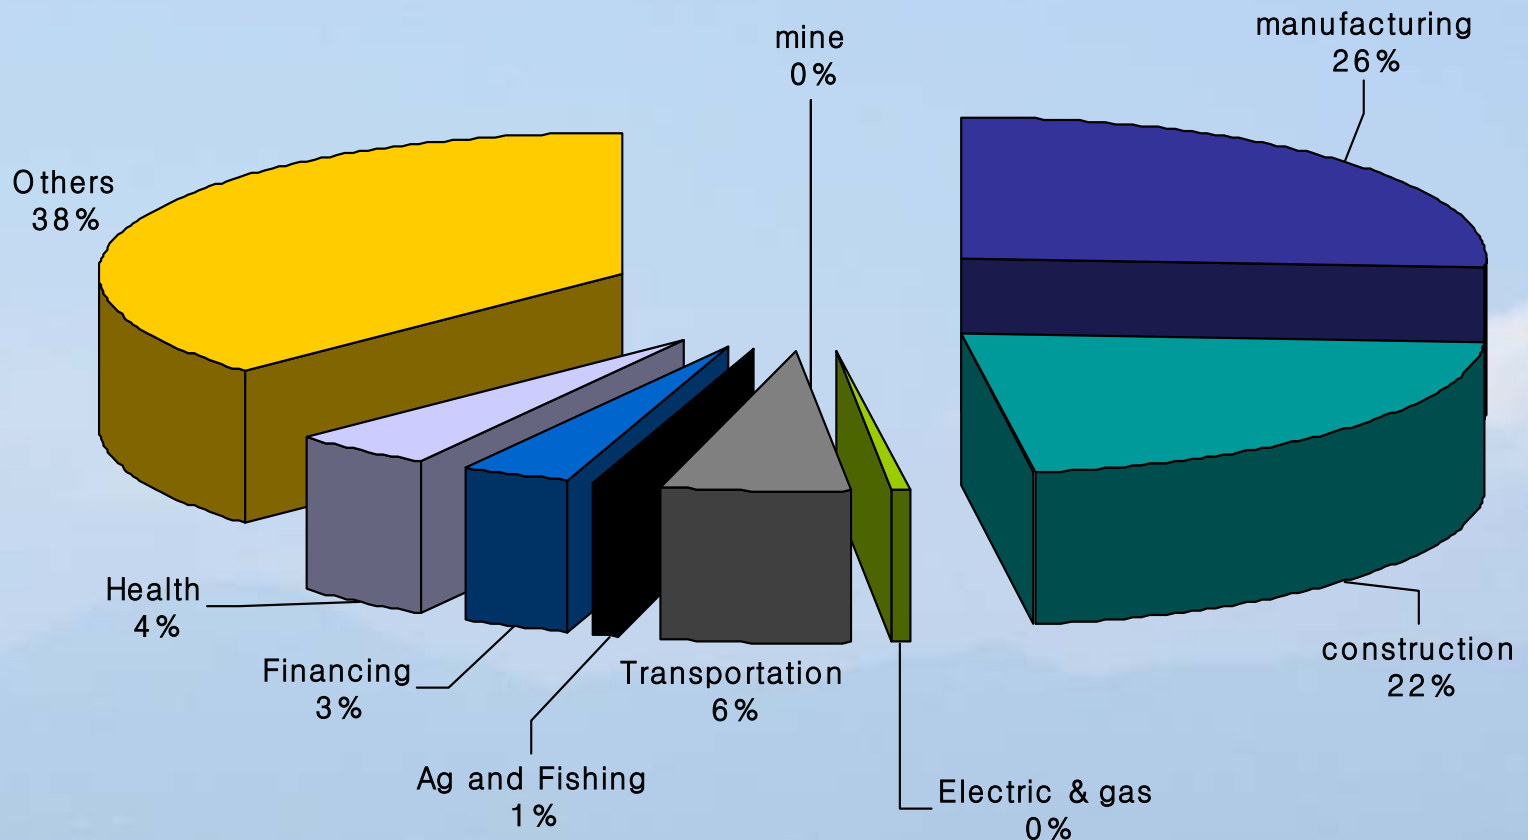 mine
0%
manufacturing
26%
Others
38%
Health
4%
Financing
3%
Transportation
6%
construction
22%
Ag and Fishing
1%
Electric & gas
0%